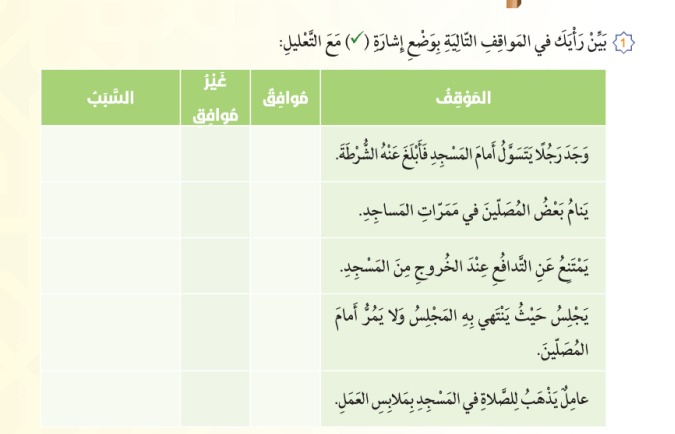 1 بَيِّنْ رَأْيَكَ في المَواقِفِ التّالِيَةِ بِوَضْعِ إِشارَةِ (✓) مَعَ التَّعْليلِ:
المَوْقِفُ مُوافِقٌ غَيْرُ مُوافِقٍ السَّبَبُ
وَجَدَ رَجُلًا يَتَسَوَّلُ أَمامَ المَسْجِدِ فَأَبْلَغَ عَنْهُ الشُّرْطَةَ.
يَنامُ بَعْضُ المُصَلّينَ في مَمَرّاتِ المَساجِدِ.
يَمْتَنِعُ عَنِ التَّدافُعِ عِنْدَ الخُروجِ مِنَ المَسْجِدِ.
يَجْلِسُ حَيْثُ يَنْتَهي بِهِ المَجْلِسُ وَلا يَمُرُّ أَمامَ
المُصَلّينَ.
عامِلٌ يَذْهَبُ لِلصَّلاةِ في المَسْجِدِ بِمَلابِسِ العَمَلِ.